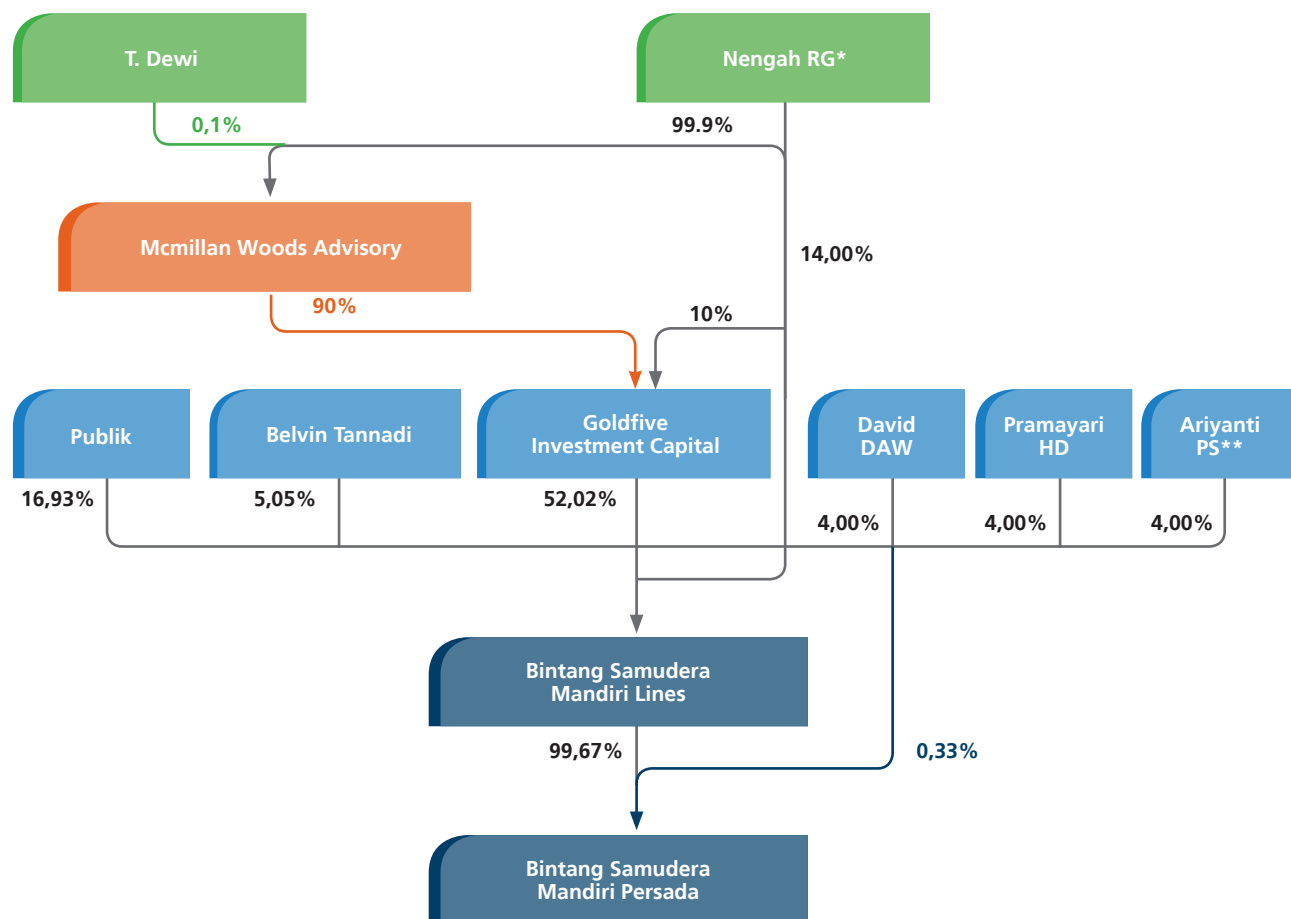 T. Dewi
Nengah RG*
0,1%
99.9%
Mcmillan Woods Advisory
14,00%
90%
10%
Publik
Belvin Tannadi
Goldfive
Investment Capital
David
DAW
Pramayari
HD
Ariyanti
PS**
16,93%
5,05%
52,02%
4,00%
4,00%
4,00%
Bintang Samudera
Mandiri Lines
99,67%
0,33%
Bintang Samudera
Mandiri Persada